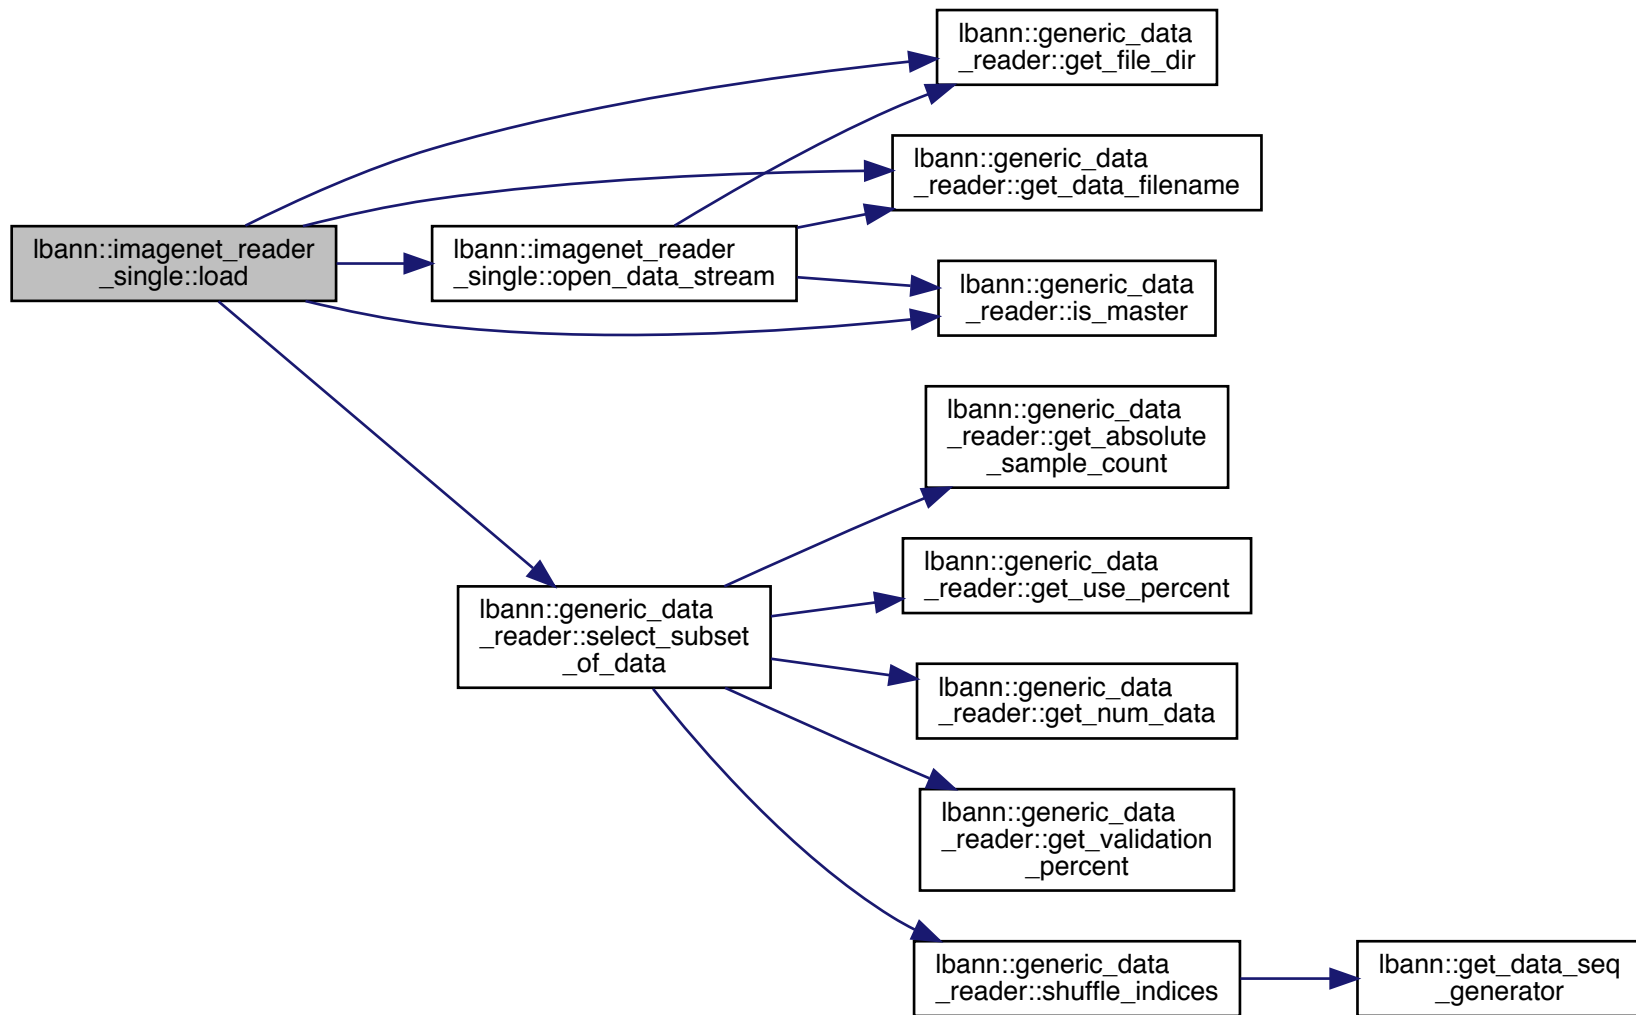 lbann::generic_data
_reader::get_file_dir
lbann::generic_data
_reader::get_data_filename
lbann::imagenet_reader
_single::load
lbann::imagenet_reader
_single::open_data_stream
lbann::generic_data
_reader::is_master
lbann::generic_data
_reader::get_absolute
_sample_count
lbann::generic_data
_reader::get_use_percent
lbann::generic_data
_reader::select_subset
_of_data
lbann::generic_data
_reader::get_num_data
lbann::generic_data
_reader::get_validation
_percent
lbann::generic_data
_reader::shuffle_indices
lbann::get_data_seq
_generator